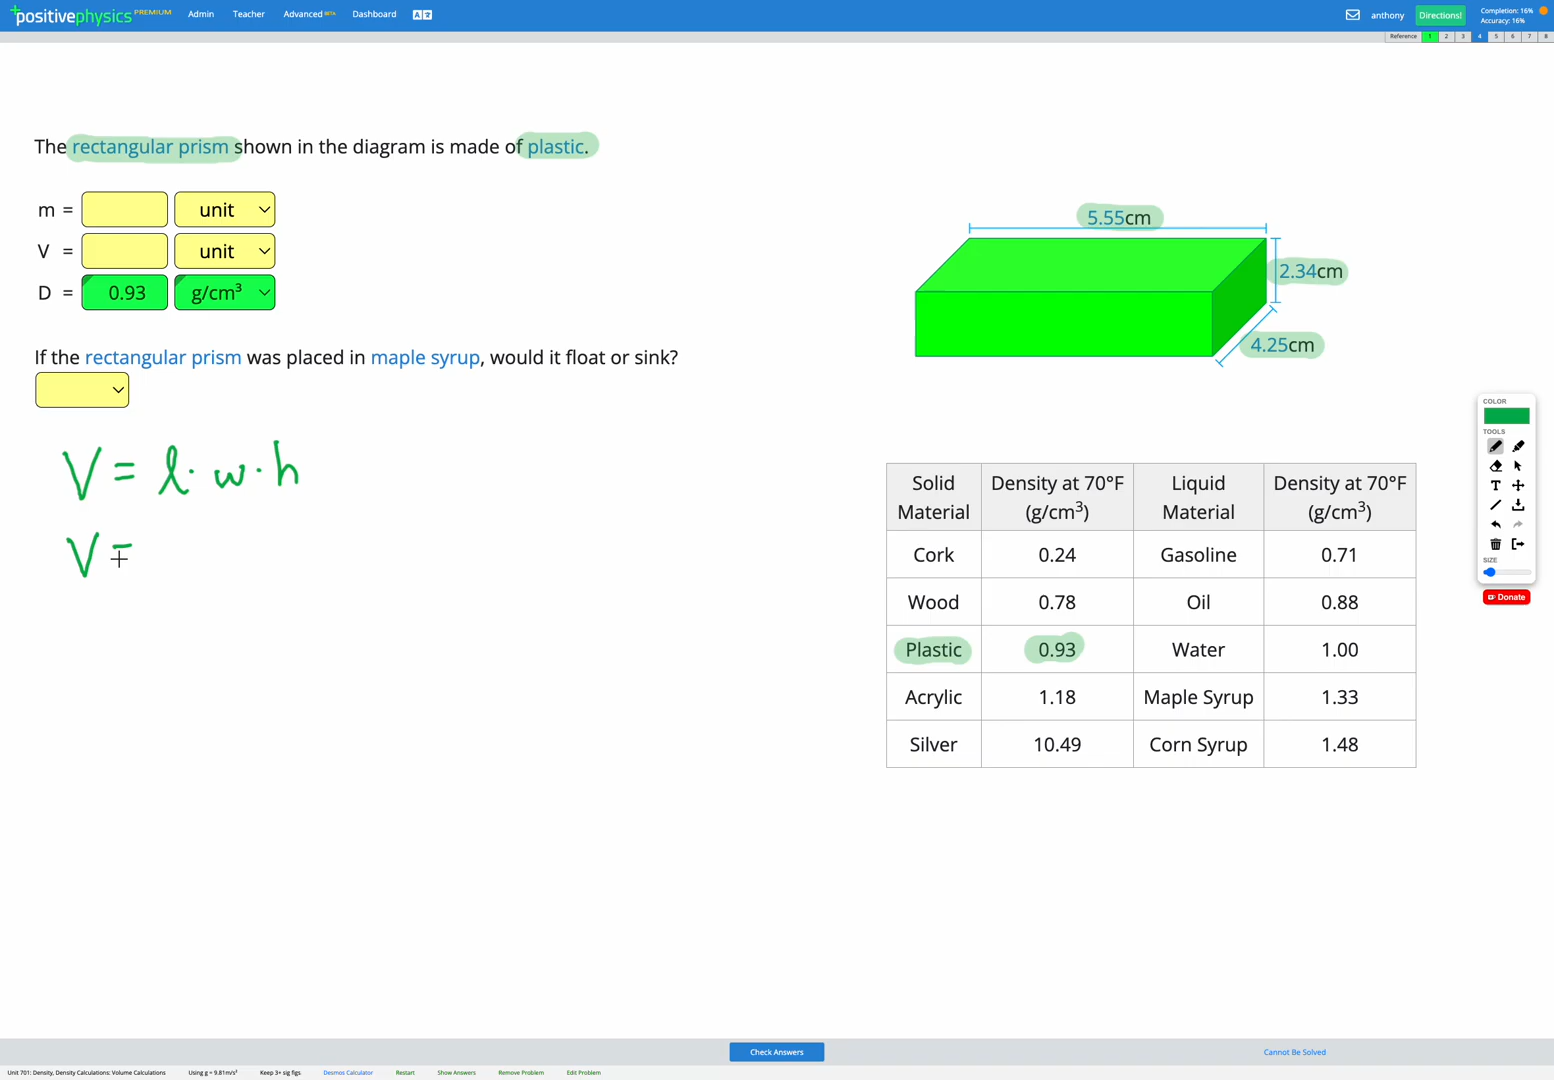 +positivephysics PREMIUM Admin Teacher Advanced BETA Dashboard A anthony Directions! Completion: 16%
Accuracy: 16%
Reference 1 2 3 4 5 6 7 8
The rectangular prism shown in the diagram is made of plastic.
m = unit
V = unit
D = 0.93 g/cm³
If the rectangular prism was placed in maple syrup, would it float or sink?
V = l · w · h
V =
5.55cm
2.34cm
4.25cm
COLOR
TOOLS
T
SIZE
Donate
Solid Material Density at 70°F (g/cm³) Liquid Material Density at 70°F (g/cm³)
Cork 0.24 Gasoline 0.71
Wood 0.78 Oil 0.88
Plastic 0.93 Water 1.00
Acrylic 1.18 Maple Syrup 1.33
Silver 10.49 Corn Syrup 1.48
Check Answers Cannot Be Solved
Unit 701: Density, Density Calculations: Volume Calculations Using g = 9.81m/s² Keep 3+ sig figs Desmos Calculator Restart Show Answers Remove Problem Edit Problem